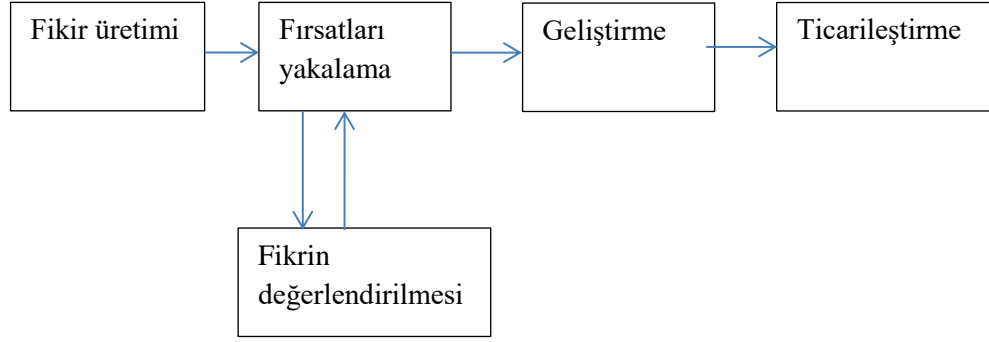 Fikir üretimi
Fırsatları
yakalama
Geliştirme
Ticarileştirme
Fikrin
değerlendirilmesi